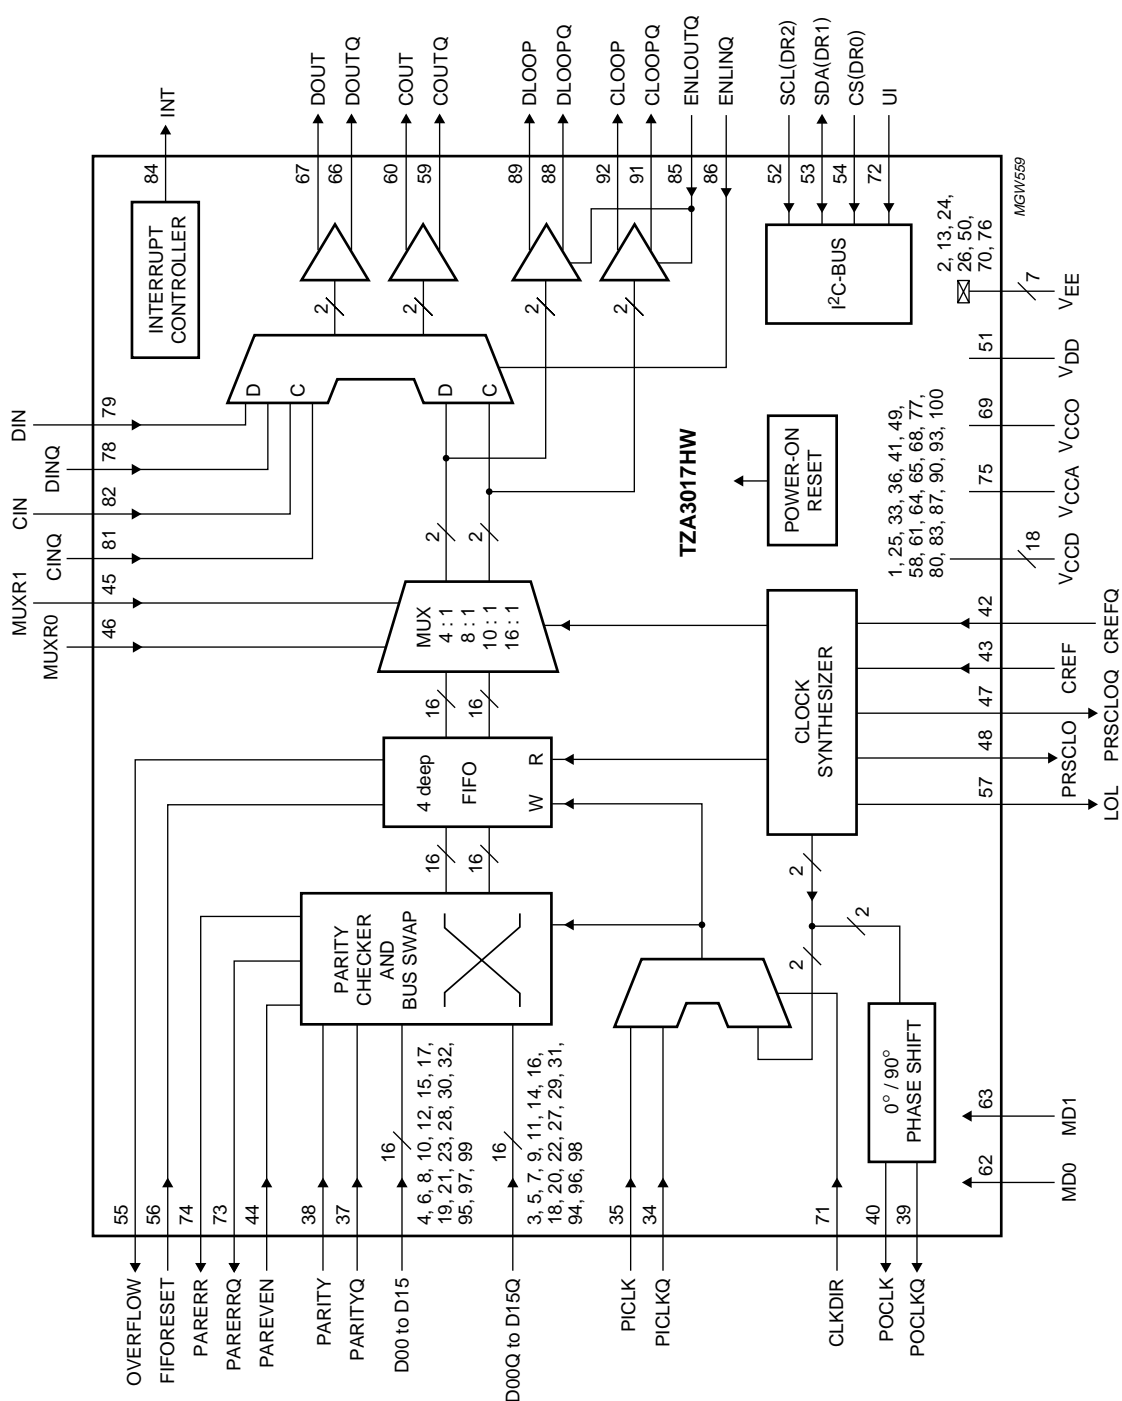 OVERFLOW
FIFORESET
PARERR
PARERRQ
PAREVEN
PARITY
PARITYQ
D00 to D15
D00Q to D15Q
PICLK
PICLKQ
CLKDIR
POCLK
POCLKQ
55
56
74
73
44
38
37
16
4, 6, 8, 10, 12, 15, 17,
19, 21, 23, 28, 30, 32,
95, 97, 99
16
3, 5, 7, 9, 11, 14, 16,
18, 20, 22, 27, 29, 31,
94, 96, 98
35
34
71
40
39
PARITY
CHECKER
AND
BUS SWAP
16
16
4 deep
FIFO
W
R
16
16
MUXR1
MUXR0
45
46
MUX
4 : 1
8 : 1
10 : 1
16 : 1
2
2
DIN
DINQ
CIN
CINQ
79
78
82
81
D
C
D
C
2
2
2
2
INTERRUPT
CONTROLLER
84
INT
67
66
60
59
89
88
92
91
85
86
DOUT
DOUTQ
COUT
COUTQ
DLOOP
DLOOPQ
CLOOP
CLOOPQ
ENLOUTQ
ENLINQ
I2C-BUS
52
53
54
72
SCL(DR2)
SDA(DR1)
CS(DR0)
UI
TZA3017HW
POWER-ON
RESET
CLOCK
SYNTHESIZER
2
2
2
0° / 90°
PHASE SHIFT
62
63
MD0
MD1
57
48
47
43
42
LOL
PRSCLO
PRSCLOQ
CREF
CREFQ
1, 25, 33, 36, 41, 49,
58, 61, 64, 65, 68, 77,
80, 83, 87, 90, 93, 100
18
75
69
51
2, 13, 24,
26, 50,
70, 76
7
VCCD
VCCA
VCCO
VDD
VEE
MGW559